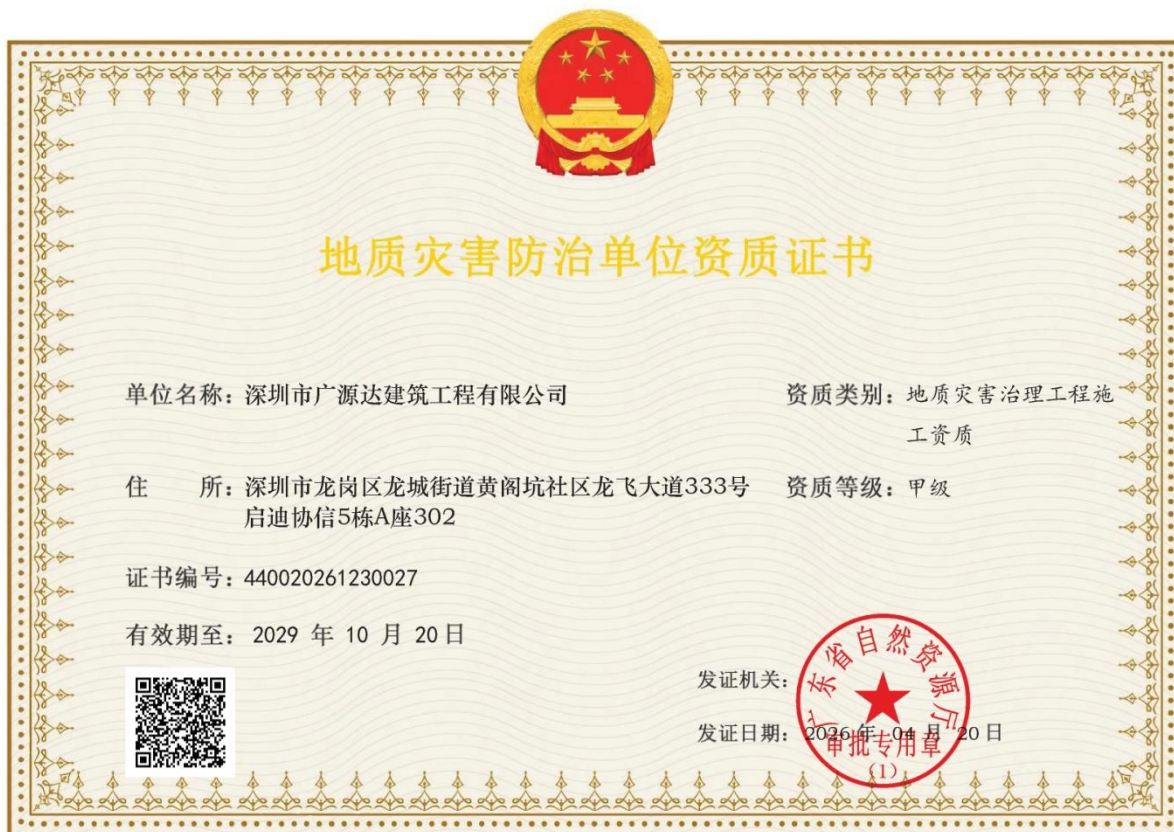 地质灾害防治单位资质证书
单位名称：深圳市广源达建筑工程有限公司
资质类别：地质灾害治理工程施
工资质
住　　所：深圳市龙岗区龙城街道黄阁坑社区龙飞大道333号
启迪协信5栋A座302
资质等级：甲级
证书编号：440020261230027
有效期至：2029 年 10 月 20 日
发证机关：
广东省自然资源厅
发证日期：2026 年 04 月 20 日
审批专用章
（1）